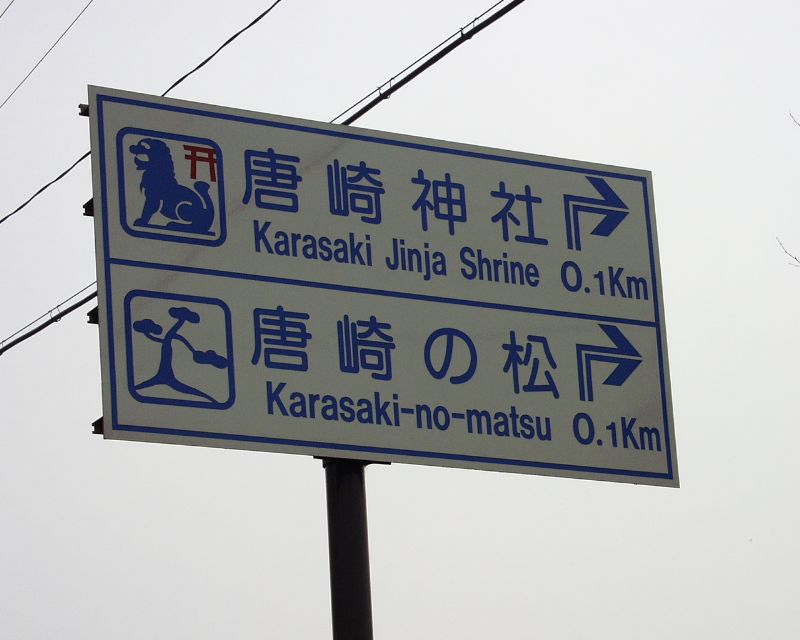 唐崎神社
Karasaki Jinja Shrine 0.1Km
唐崎の松
Karasaki-no-matsu 0.1Km